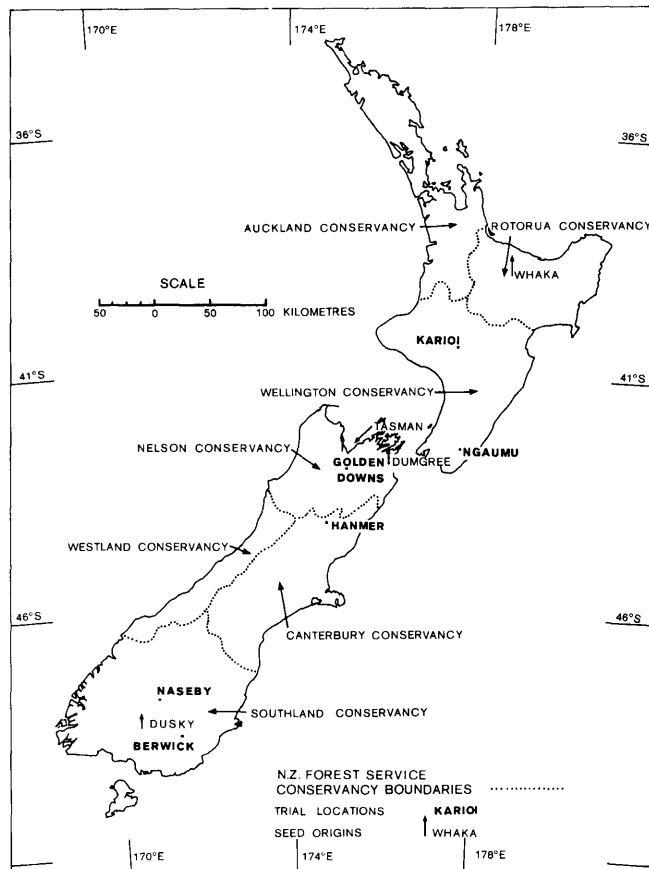 170°E 174°E 178°E
36°S 36°S
AUCKLAND CONSERVANCY
ROTORUA CONSERVANCY
WHAKA
SCALE
50 0 50 100 KILOMETRES
KARIOI
41°S 41°S
WELLINGTON CONSERVANCY
TASMAN
NELSON CONSERVANCY
NGAUMU
GOLDEN DUMGREE
DOWNS
HANMER
WESTLAND CONSERVANCY
46°S 46°S
CANTERBURY CONSERVANCY
NASEBY
SOUTHLAND CONSERVANCY
DUSKY
BERWICK
N.Z. FOREST SERVICE
CONSERVANCY BOUNDARIES
TRIAL LOCATIONS KARIOI
SEED ORIGINS WHAKA
170°E 174°E 178°E